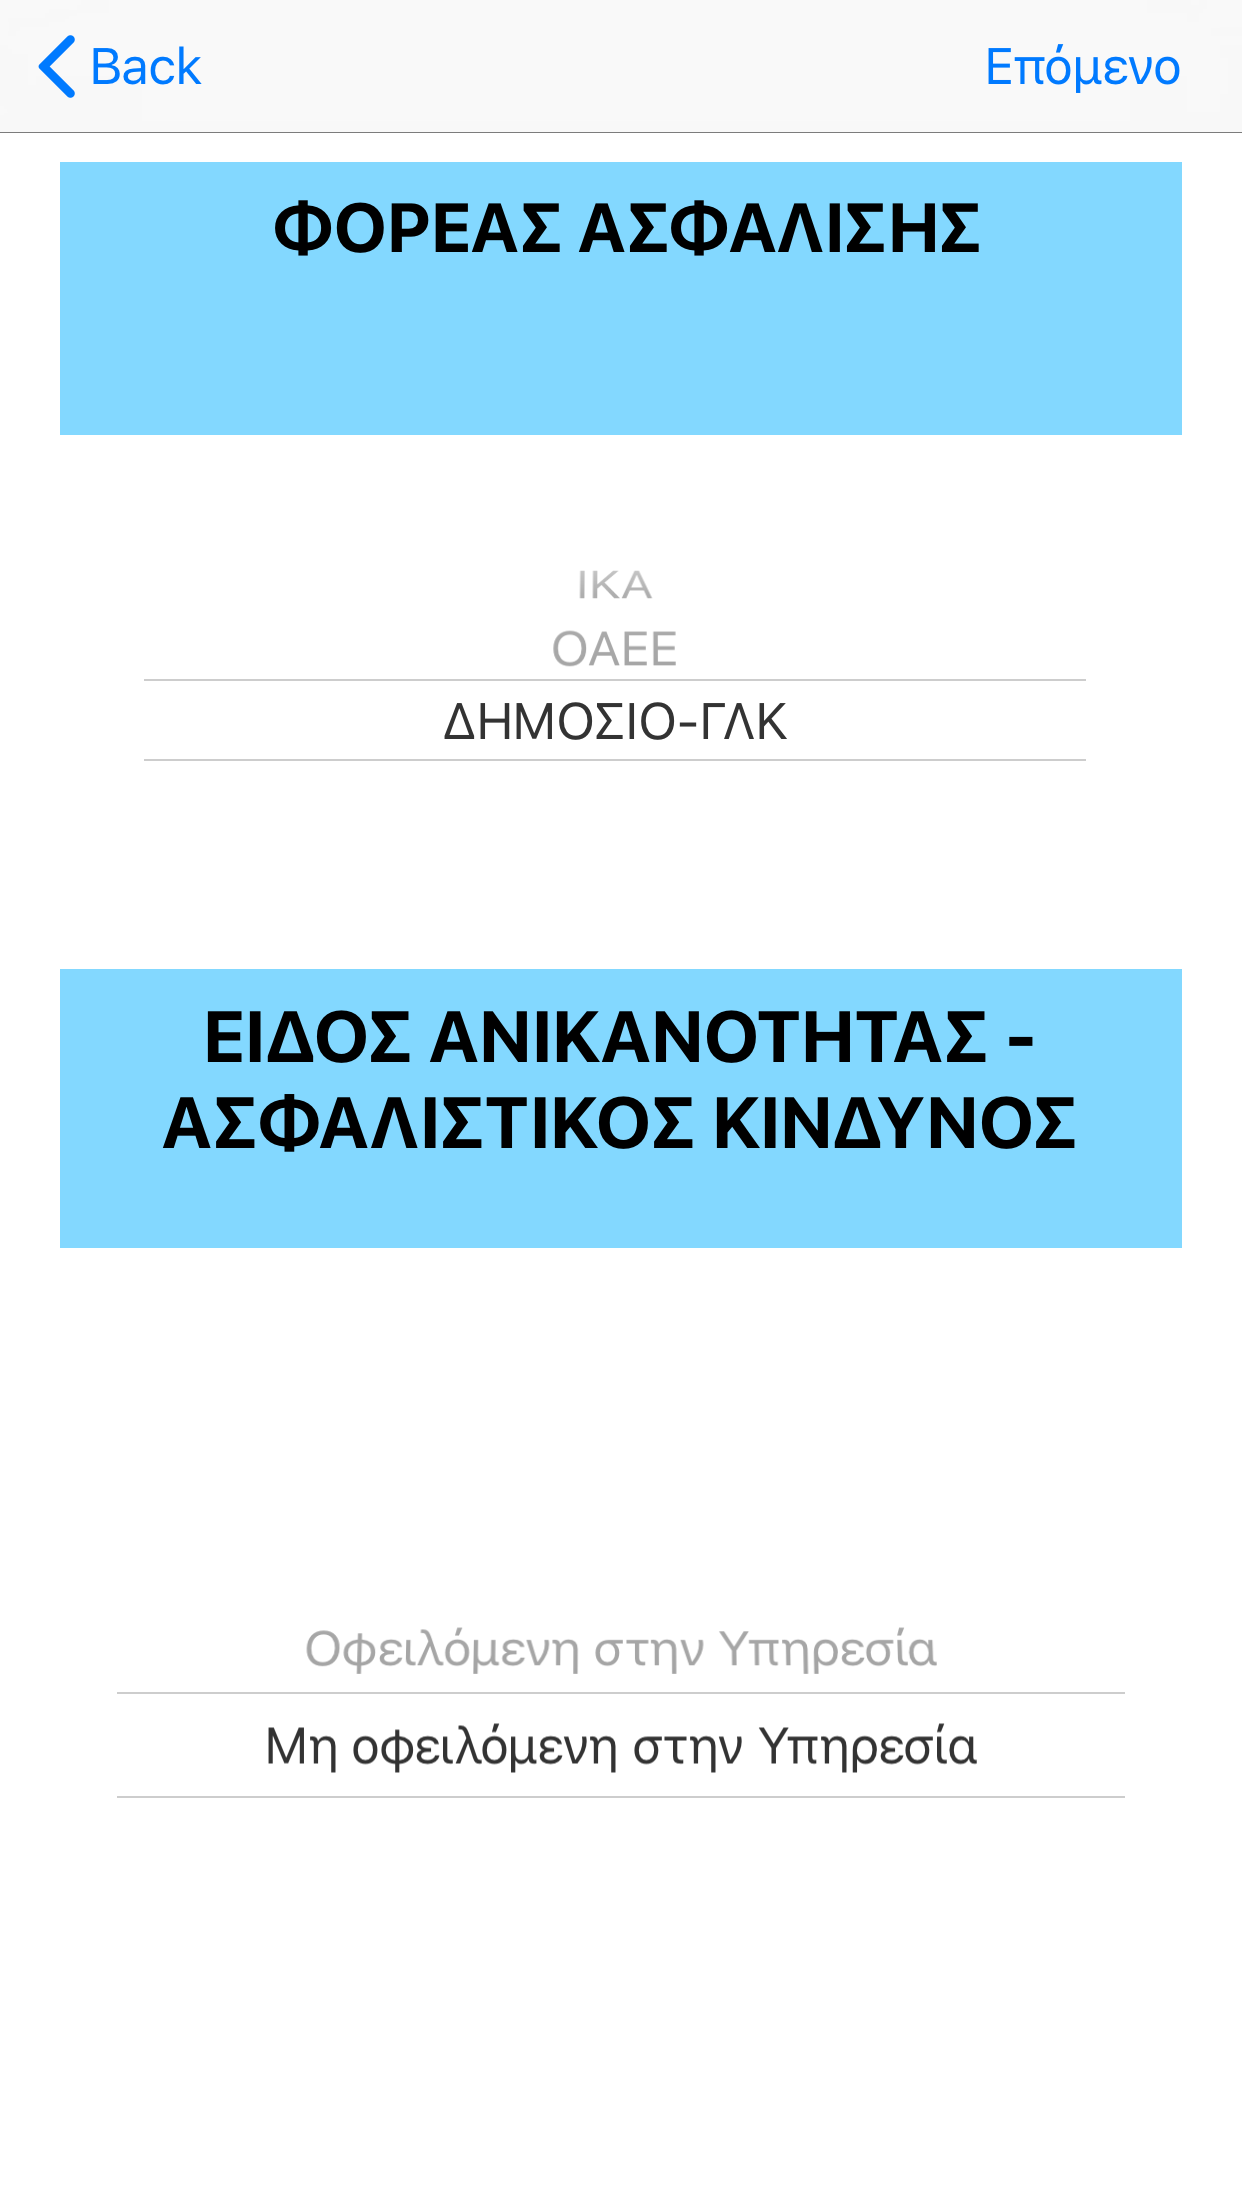 Back
Επόμενο
ΦΟΡΕΑΣ ΑΣΦΑΛΙΣΗΣ
ΙΚΑ
ΟΑΕΕ
ΔΗΜΟΣΙΟ-ΓΛΚ
ΕΙΔΟΣ ΑΝΙΚΑΝΟΤΗΤΑΣ -
ΑΣΦΑΛΙΣΤΙΚΟΣ ΚΙΝΔΥΝΟΣ
Οφειλόμενη στην Υπηρεσία
Μη οφειλόμενη στην Υπηρεσία